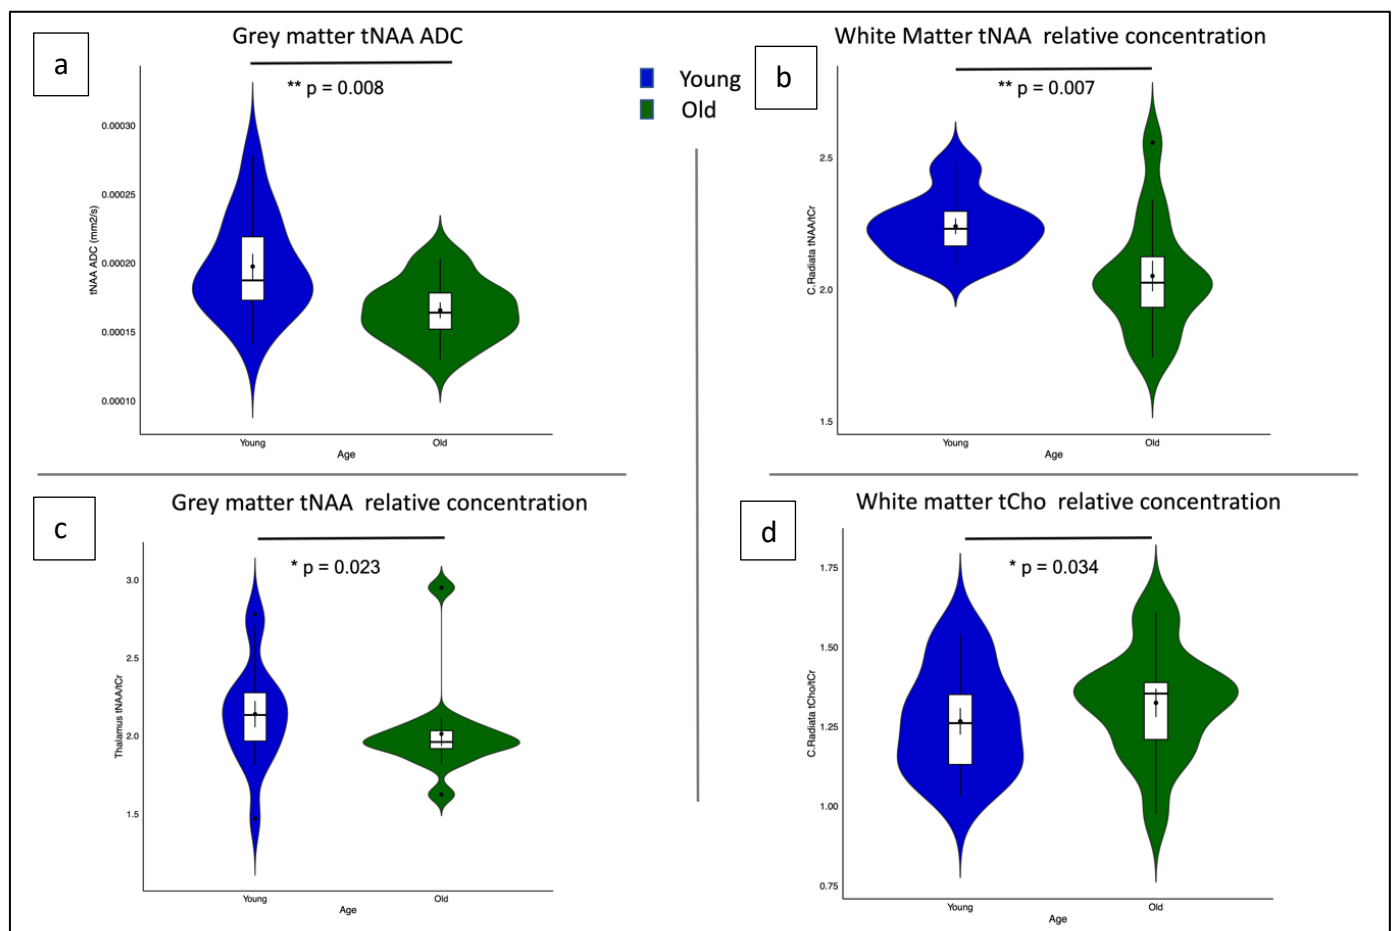 a
Grey matter tNAA ADC
** p = 0.008
0.00030
0.00025
0.00020
0.00015
0.00010
tNAA ADC (mm2/s)
Young
Old
Age
Young
Old
b
White Matter tNAA relative concentration
** p = 0.007
2.5
2.0
1.5
C.Radiata tNAA/tCr
Young
Old
Age
c
Grey matter tNAA relative concentration
* p = 0.023
3.0
2.5
2.0
1.5
Thalamus tNAA/tCr
Young
Old
Age
d
White matter tCho relative concentration
* p = 0.034
1.75
1.50
1.25
1.00
0.75
C.Radiata tCho/tCr
Young
Old
Age